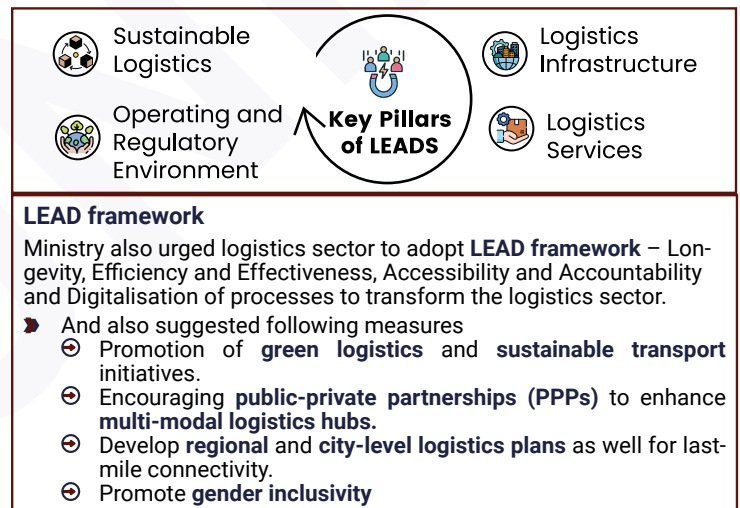 Sustainable
Logistics
Operating and
Regulatory
Environment
Key Pillars
of LEADS
Logistics
Infrastructure
Logistics
Services
LEAD framework
Ministry also urged logistics sector to adopt LEAD framework – Lon-
gevity, Efficiency and Effectiveness, Accessibility and Accountability
and Digitalisation of processes to transform the logistics sector.
And also suggested following measures
Promotion of green logistics and sustainable transport
initiatives.
Encouraging public-private partnerships (PPPs) to enhance
multi-modal logistics hubs.
Develop regional and city-level logistics plans as well for last-
mile connectivity.
Promote gender inclusivity